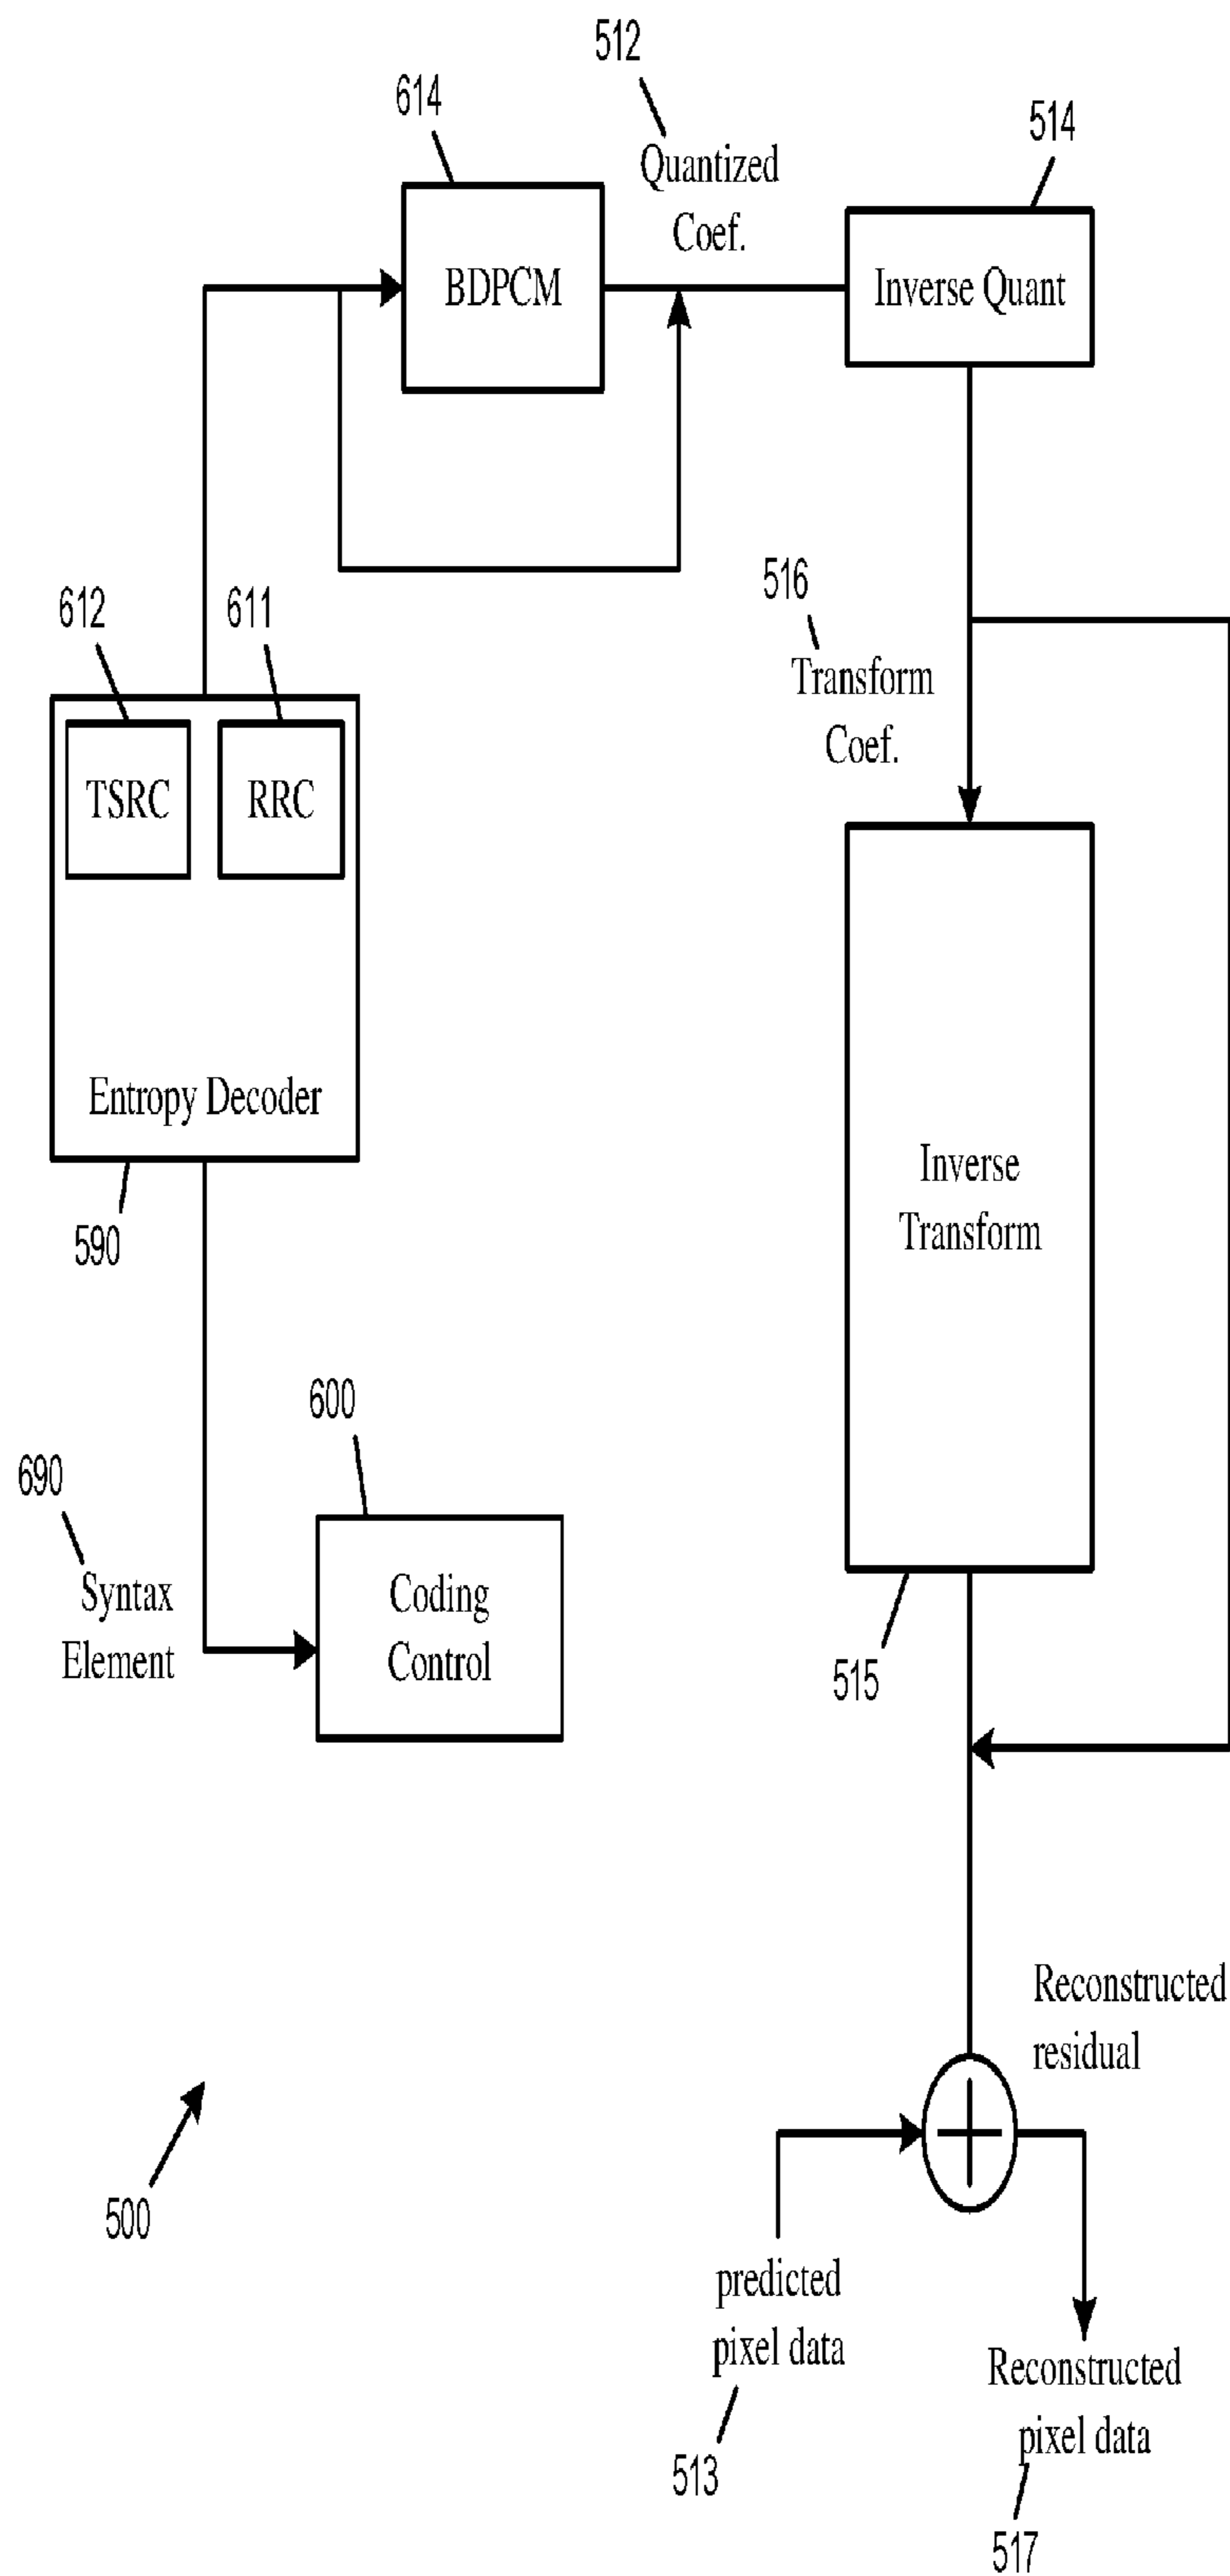 512
614
514
Quantized
Coef.
BDPCM
Inverse Quant
516
612
611
Transform
Coef.
TSRC
RRC
Entropy Decoder
590
Inverse
Transform
600
690
Syntax
Element
Coding
Control
515
Reconstructed
residual
500
predicted
pixel data
Reconstructed
pixel data
513
517